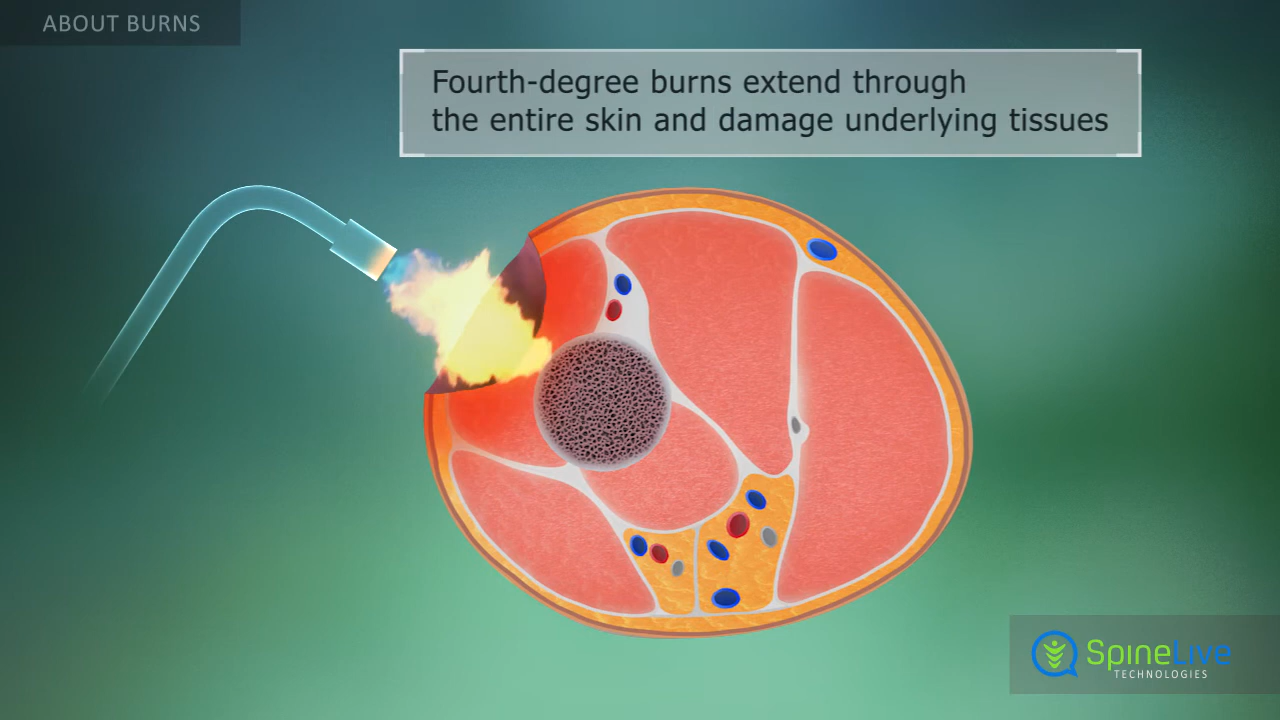 ABOUT BURNS
Fourth-degree burns extend through
the entire skin and damage underlying tissues
SpineLive
TECHNOLOGIES